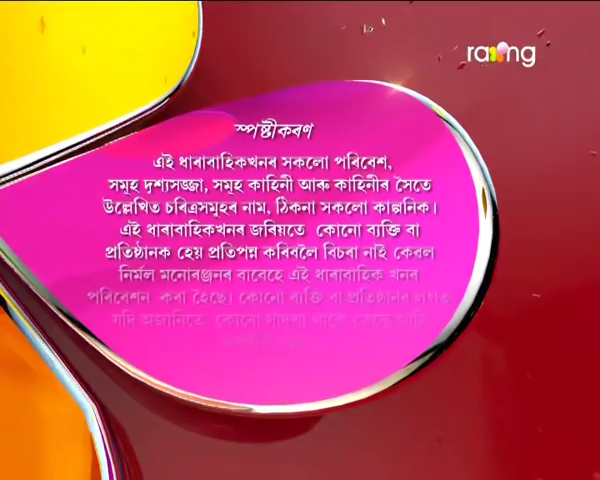 raing
স্পষ্টীকৰণ
এই ধাৰাবাহিকখনৰ সকলো পৰিবেশ,
সমূহ দৃশ্যসজ্জা, সমূহ কাহিনী আৰু কাহিনীৰ সৈতে
উল্লেখিত চৰিত্ৰসমূহৰ নাম, ঠিকনা সকলো কাল্পনিক।
এই ধাৰাবাহিকখনৰ জৰিয়তে কোনো ব্যক্তি বা
প্ৰতিষ্ঠানক হেয় প্ৰতিপন্ন কৰিবলৈ বিচৰা নাই কেৱল
নিৰ্মল মনোৰঞ্জনৰ বাবেহে এই ধাৰাবাহিক খনৰ
পৰিবেশন কৰা হৈছে। কোনো ব্যক্তি বা প্ৰতিষ্ঠানৰ লগত
যদি অজানিতে কোনো